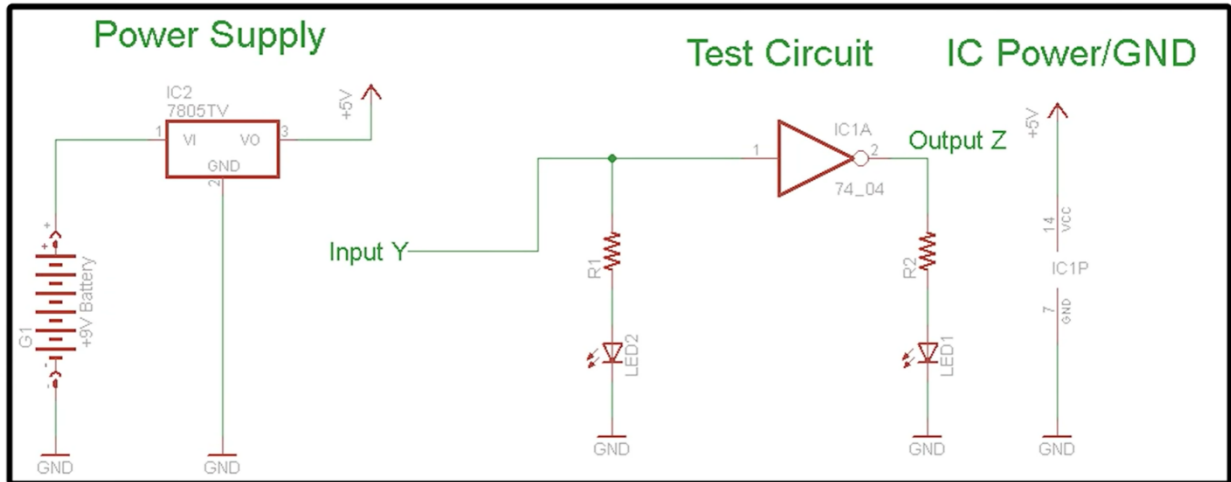 Power Supply
Test Circuit
IC Power/GND
IC2
7805TV
1
VI
VO
3
GND
2
+5V
+
+
G1
+9V Battery
-
-
GND
GND
Input Y
R1
LED2
GND
1
IC1A
2
74_04
Output Z
R2
LED1
GND
+5V
14
VCC
IC1P
7
GND
GND